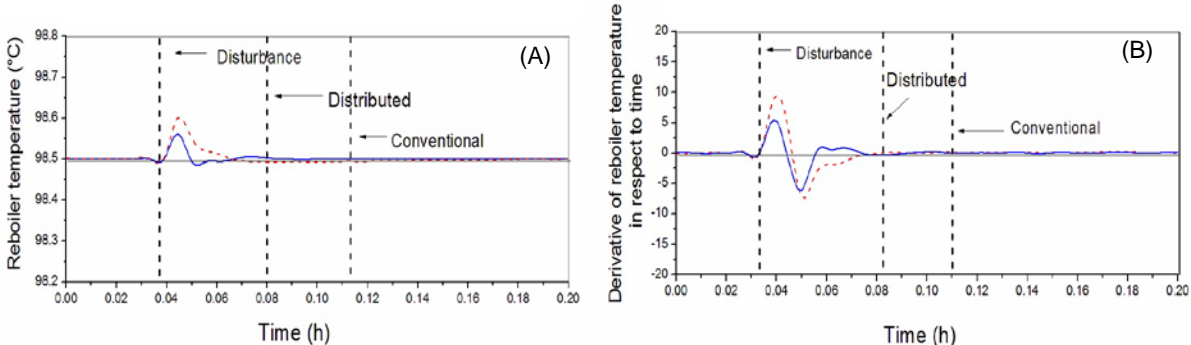 98.8
98.7
98.6
98.5
98.4
98.3
98.2
0.00 0.02 0.04 0.06 0.08 0.10 0.12 0.14 0.16 0.18 0.20
Reboiler temperature (°C)
Time (h)
Disturbance
Distributed
Conventional
(A)
20
15
10
5
0
-5
-10
-15
-20
0.00 0.02 0.04 0.06 0.08 0.10 0.12 0.14 0.16 0.18 0.20
Derivative of reboiler temperature
in respect to time
Time (h)
Disturbance
Distributed
Conventional
(B)